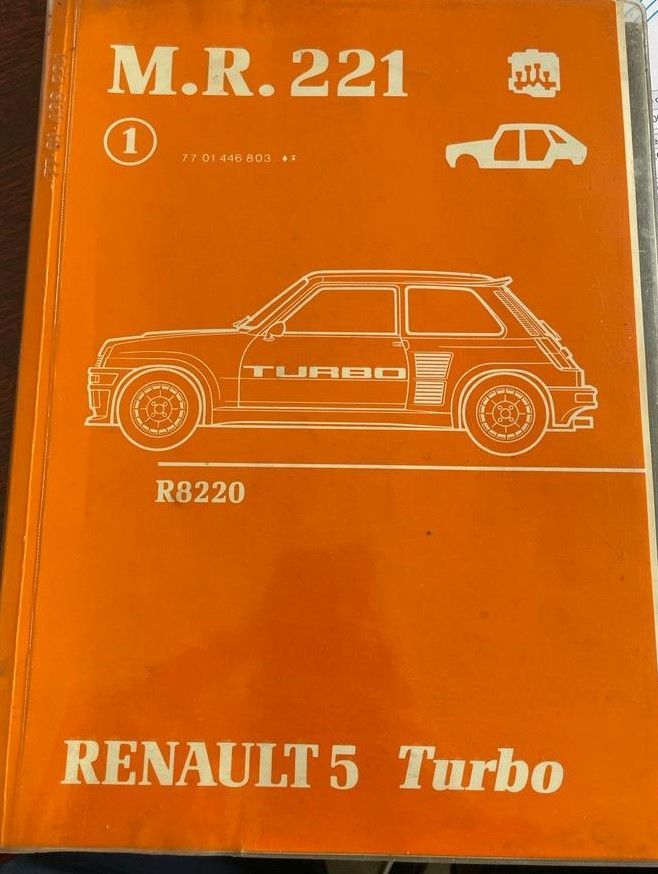 M.R. 221
1
77 01 446 803
TURBO
R8220
RENAULT 5 Turbo